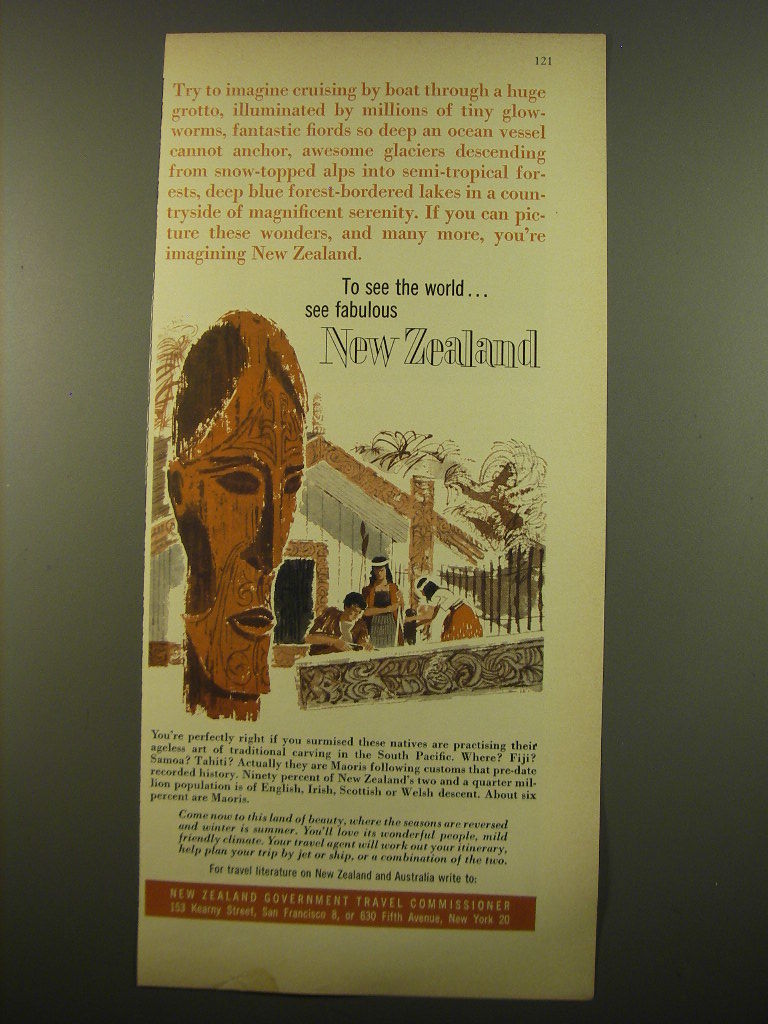 121
Try to imagine cruising by boat through a huge
grotto, illuminated by millions of tiny glow-
worms, fantastic fiords so deep an ocean vessel
cannot anchor, awesome glaciers descending
from snow-topped alps into semi-tropical for-
ests, deep blue forest-bordered lakes in a coun-
tryside of magnificent serenity. If you can pic-
ture these wonders, and many more, you're
imagining New Zealand.
To see the world...
see fabulous
New Zealand
You're perfectly right if you surmised these natives are practising their
ageless art of traditional carving in the South Pacific. Where? Fiji?
Samoa? Tahiti? Actually they are Maoris following customs that pre-date
recorded history. Ninety percent of New Zealand's two and a quarter mil-
lion population is of English, Irish, Scottish or Welsh descent. About six
percent are Maoris.
Come now to this land of beauty, where the seasons are reversed
and winter is summer. You'll love its wonderful people, mild
friendly climate. Your travel agent will work out your itinerary,
help plan your trip by jet or ship, or a combination of the two.
For travel literature on New Zealand and Australia write to:
NEW ZEALAND GOVERNMENT TRAVEL COMMISSIONER
153 Kearny Street, San Francisco 8, or 630 Fifth Avenue, New York 20